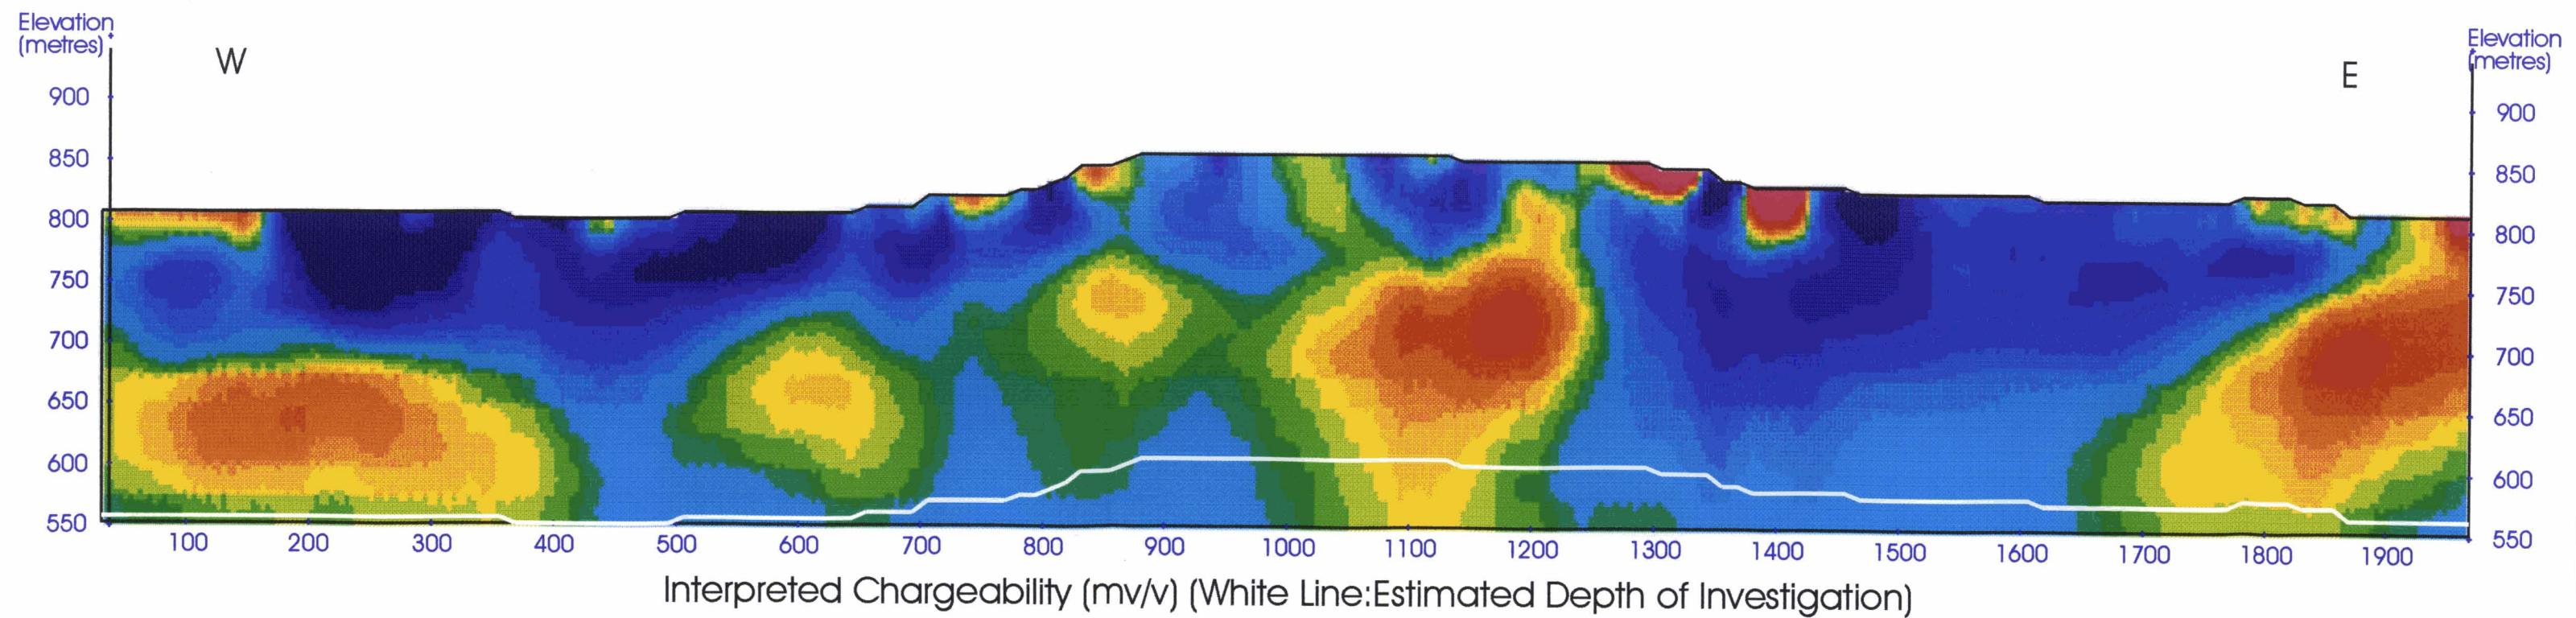 Elevation
(metres)
W
E
Elevation
(metres)
900
850
800
750
700
650
600
550
900
850
800
750
700
650
600
550
100 200 300 400 500 600 700 800 900 1000 1100 1200 1300 1400 1500 1600 1700 1800 1900
Interpreted Chargeability (mv/v) (White Line:Estimated Depth of Investigation)